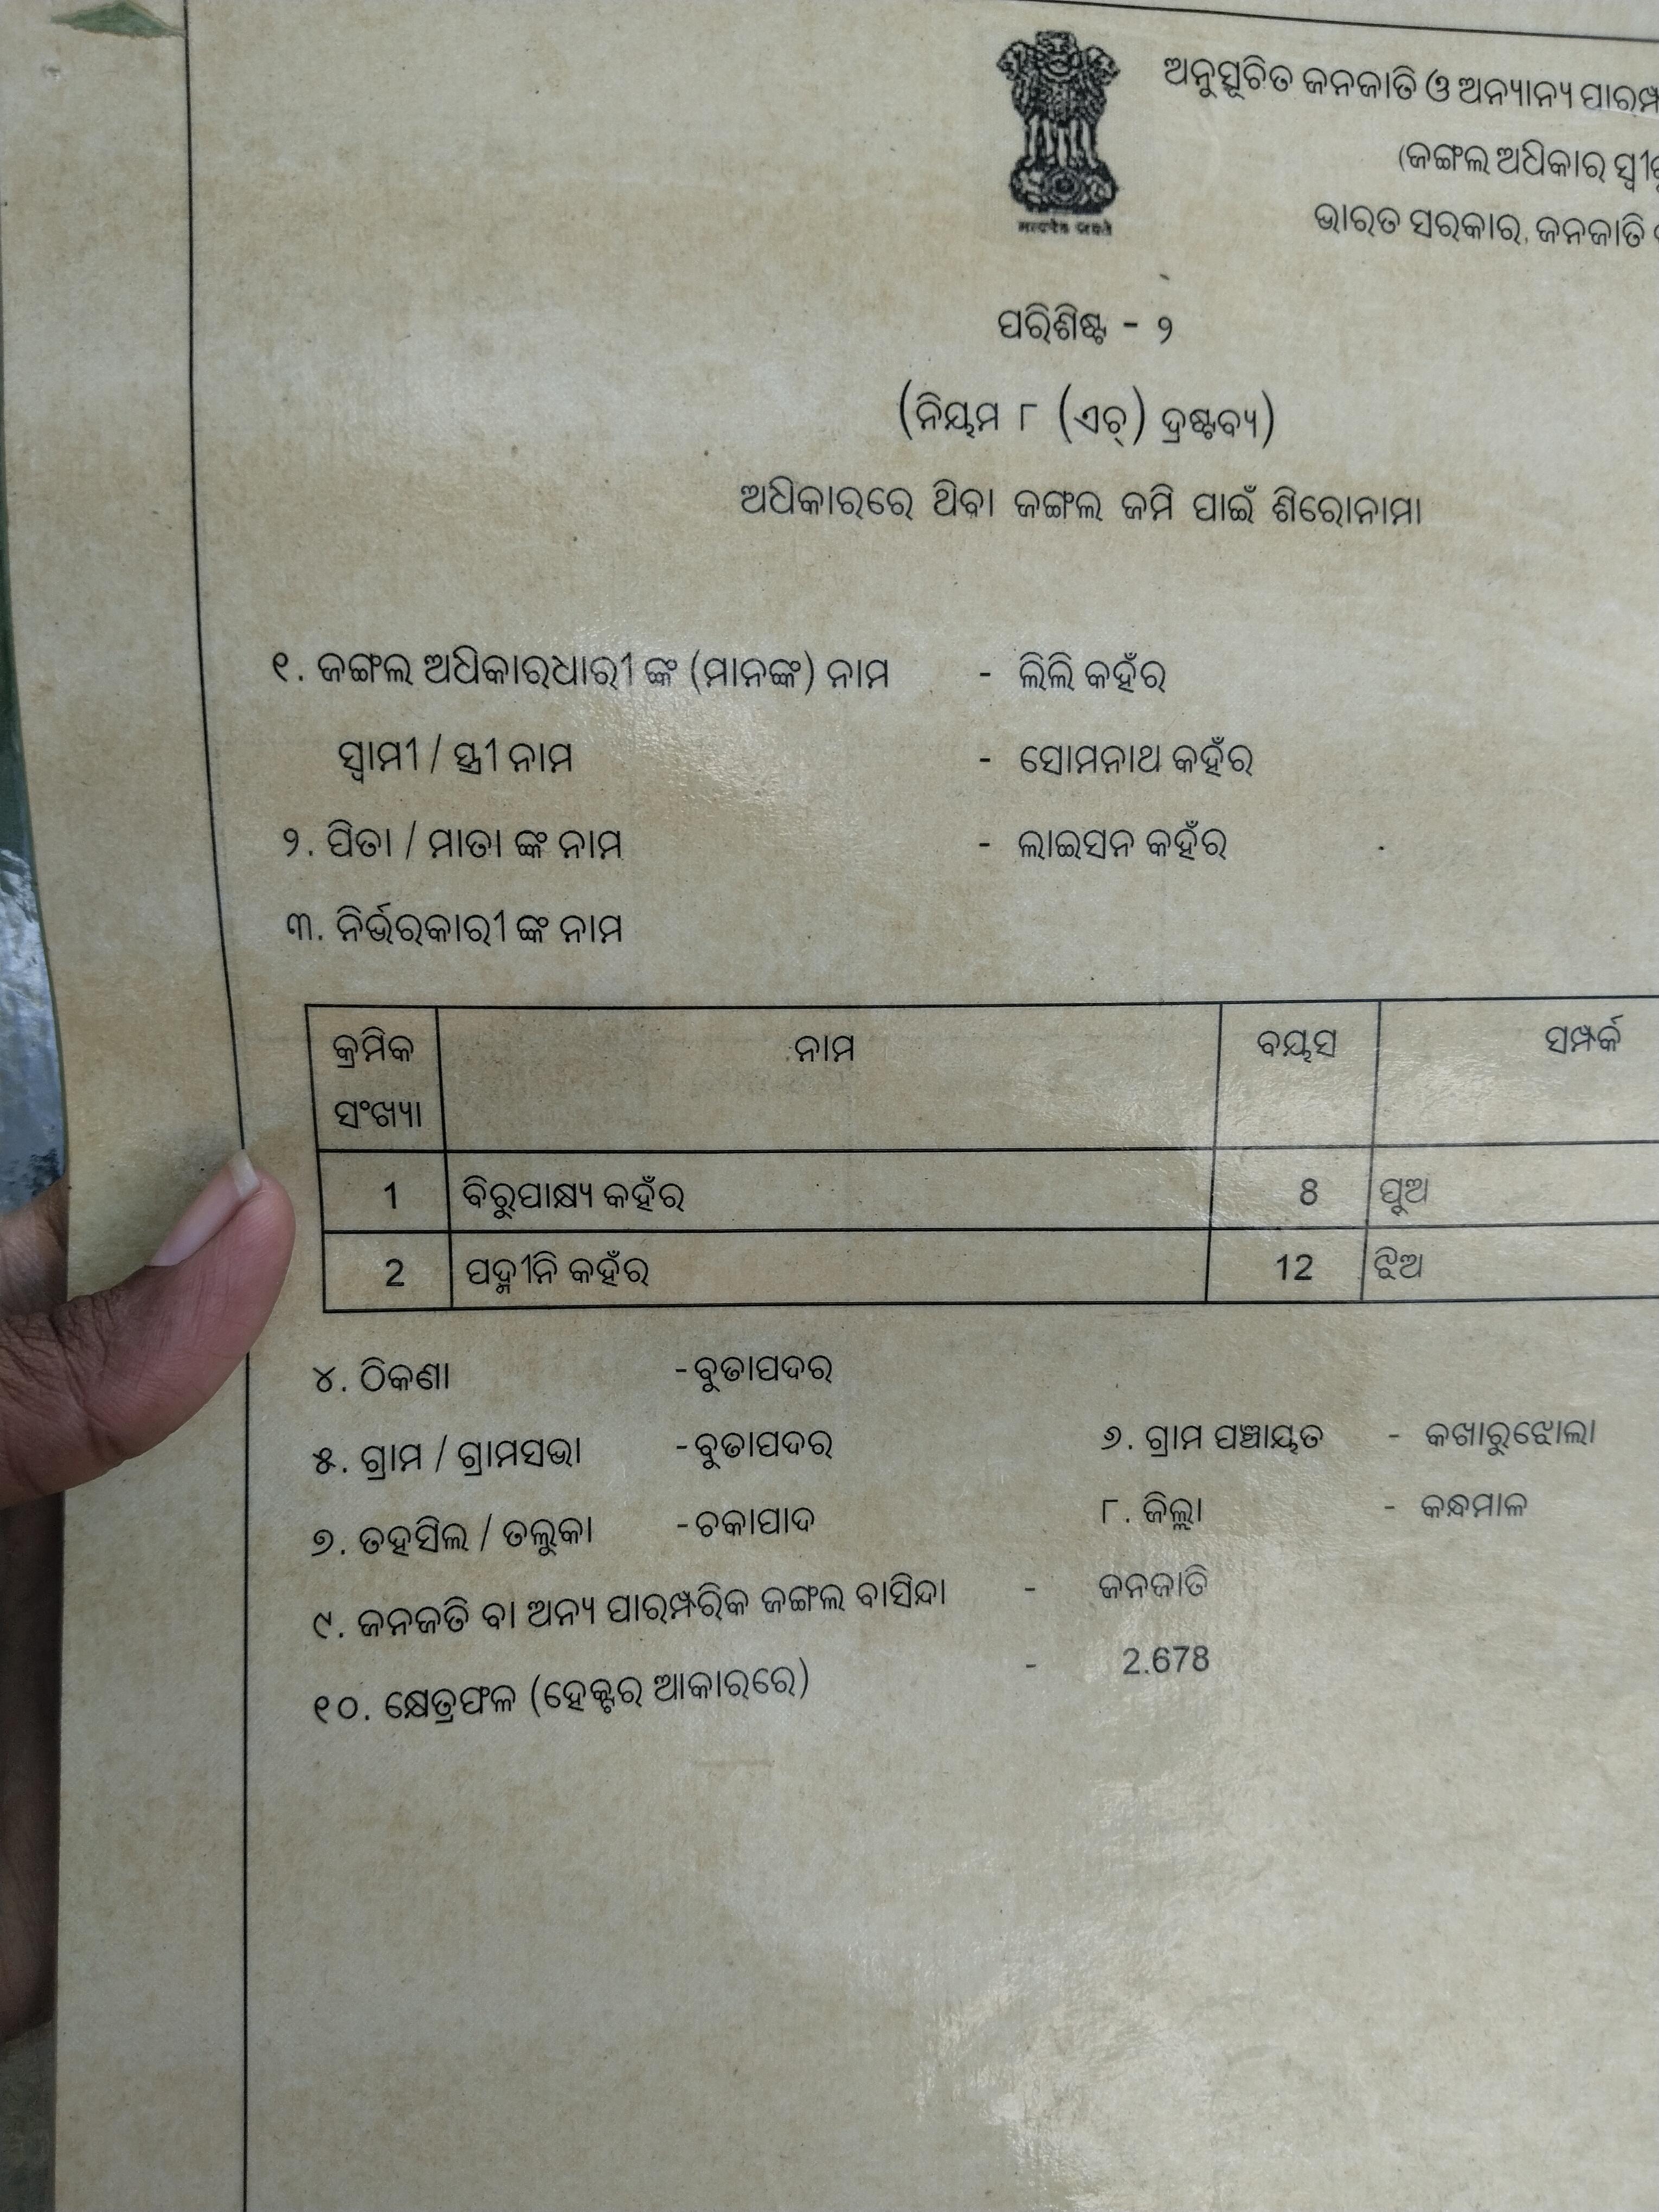 ଅନୁସୂଚିତ ଜନଜାତି ଓ ଅନ୍ୟାନ୍ୟ
(ଜଙ୍ଗଲ ଅଧିକାର
ଭାରତ ସରକାର, ଜନଜାତି
ପରିଶିଷ୍ଟ - ୨
(ନିୟମ ୮ (ଏଚ୍) ଦ୍ରଷ୍ଟବ୍ୟ)
ଅଧିକାରରେ ଥିବା ଜଙ୍ଗଲ ଜମି ପାଇଁ ଶିରୋନାମା
୧. ଜଙ୍ଗଲ ଅଧିକାରଧାରୀ ଙ୍କ (ମାନଙ୍କ) ନାମ - ଲିଲି କହଁର
ସ୍ୱାମୀ / ସ୍ତ୍ରୀ ନାମ - ସୋମନାଥ କହଁର
୨. ପିତା / ମାତା ଙ୍କ ନାମ - ଲାଇସନ କହଁର
୩. ନିର୍ଭରକାରୀ ଙ୍କ ନାମ
କ୍ରମିକ ସଂଖ୍ୟା ନାମ ବୟସ ସମ୍ପର୍କ
1 ବିରୁପାକ୍ଷ୍ୟ କହଁର 8 ପୁଅ
2 ପଦ୍ମୀନି କହଁର 12 ଝିଅ
୪. ଠିକଣା - ବୁଡାପଦର
୫. ଗ୍ରାମ / ଗ୍ରାମସଭା - ବୁଡାପଦର ୬. ଗ୍ରାମ ପଞ୍ଚାୟତ - କଖାରୁଝୋଲା
୭. ତହସିଲ / ତଲୁକା - ଚକାପାଦ ୮. ଜିଲ୍ଲା - କନ୍ଧମାଳ
୯. ଜନଜତି ବା ଅନ୍ୟ ପାରମ୍ପରିକ ଜଙ୍ଗଲ ବାସିନ୍ଦା - ଜନଜାତି
୧୦. କ୍ଷେତ୍ରଫଳ (ହେକ୍ଟର ଆକାରରେ) - 2.678